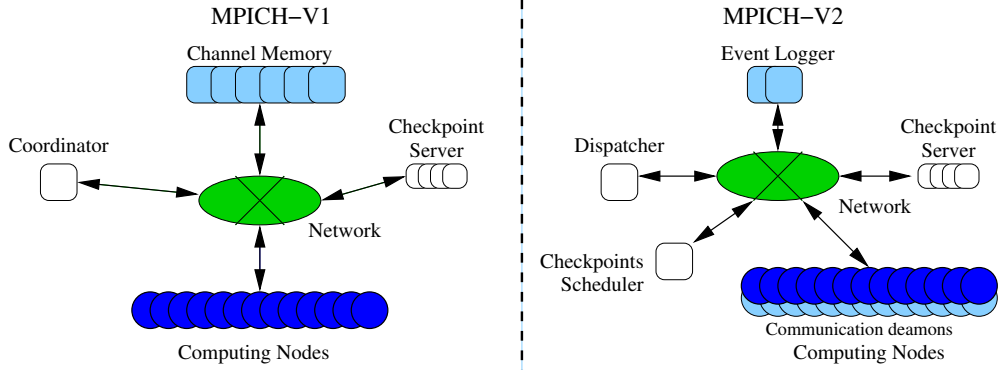 MPICH−V1
Channel Memory
Coordinator
Checkpoint
Server
Network
Computing Nodes
MPICH−V2
Event Logger
Dispatcher
Checkpoint
Server
Network
Checkpoints
Scheduler
Communication deamons
Computing Nodes